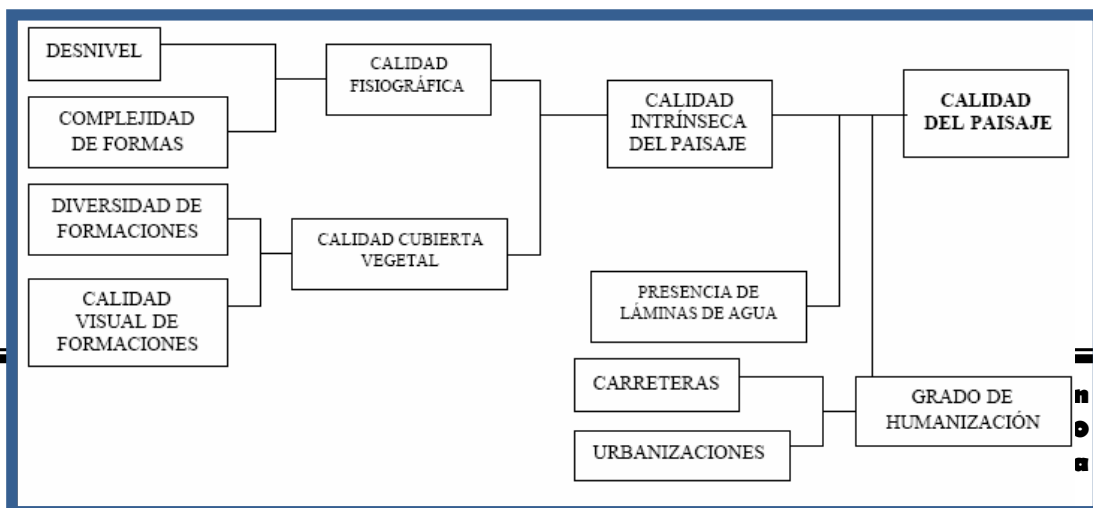 DESNIVEL
COMPLEJIDAD
DE FORMAS
DIVERSIDAD DE
FORMACIONES
CALIDAD
VISUAL DE
FORMACIONES
CALIDAD
FISIOGRÁFICA
CALIDAD CUBIERTA
VEGETAL
CALIDAD
INTRÍNSECA
DEL PAISAJE
PRESENCIA DE
LÁMINAS DE AGUA
CARRETERAS
URBANIZACIONES
CALIDAD
DEL PAISAJE
GRADO DE
HUMANIZACIÓN
n
o
a